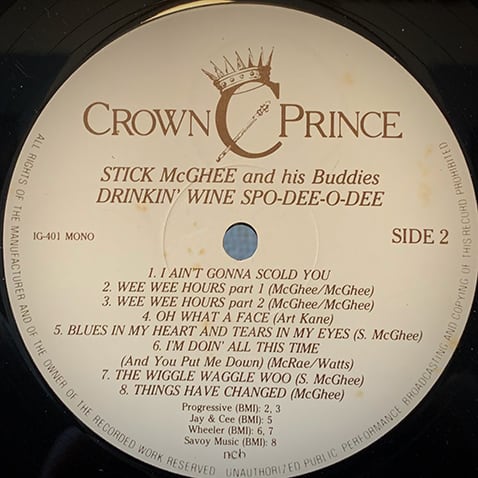 CROWN PRINCE
C
STICK McGHEE and his Buddies
DRINKIN' WINE SPO-DEE-O-DEE
IG-401 MONO
SIDE 2
1. I AIN'T GONNA SCOLD YOU
2. WEE WEE HOURS part 1 (McGhee/McGhee)
3. WEE WEE HOURS part 2 (McGhee/McGhee)
4. OH WHAT A FACE (Art Kane)
5. BLUES IN MY HEART AND TEARS IN MY EYES (S. McGhee)
6. I'M DOIN' ALL THIS TIME
(And You Put Me Down) (McRae/Watts)
7. THE WIGGLE WAGGLE WOO (S. McGhee)
8. THINGS HAVE CHANGED (McGhee)
Progressive (BMI): 2, 3
Jay & Cee (BMI): 5
Wheeler (BMI): 6, 7
Savoy Music (BMI): 8
ncb
ALL RIGHTS OF THE MANUFACTURER AND OF THE OWNER OF THE RECORDED WORK RESERVED UNAUTHORIZED PUBLIC PERFORMANCE BROADCASTING AND COPYING OF THIS RECORD PROHIBITED